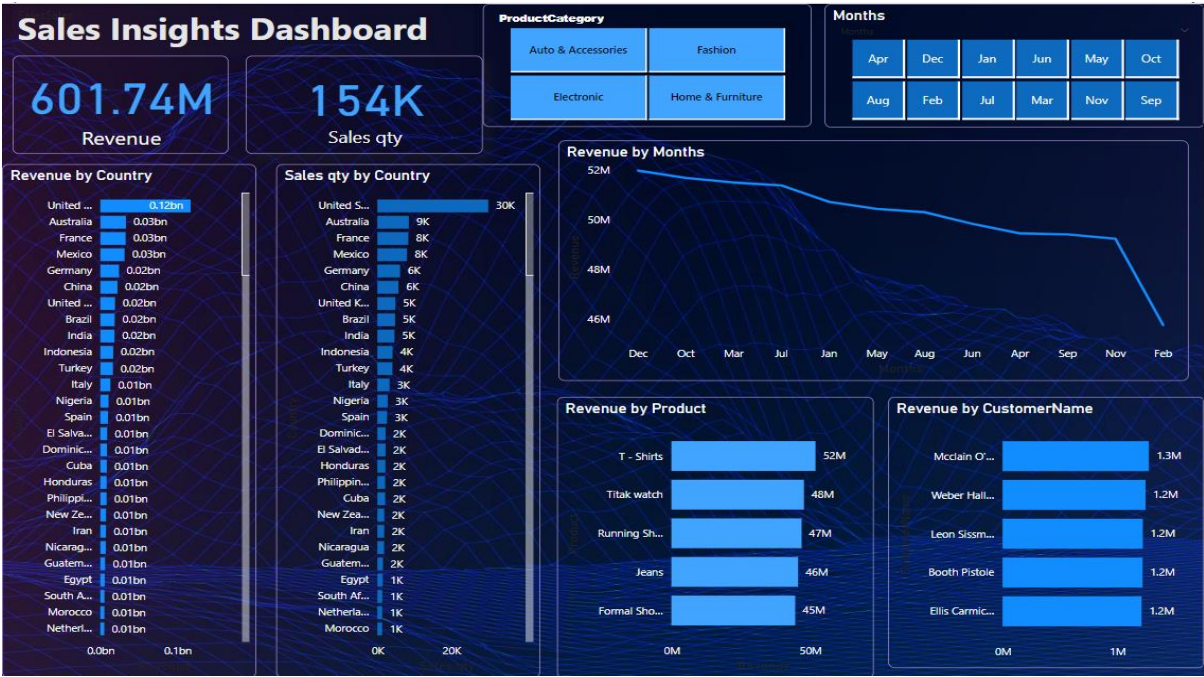 Sales Insights Dashboard
601.74M
Revenue
154K
Sales qty
ProductCategory
Auto & Accessories
Fashion
Electronic
Home & Furniture
Months
Months
Apr Dec Jan Jun May Oct
Aug Feb Jul Mar Nov Sep
Revenue by Country
United ... 0.12bn
Australia 0.03bn
France 0.03bn
Mexico 0.03bn
Germany 0.02bn
China 0.02bn
United ... 0.02bn
Brazil 0.02bn
India 0.02bn
Indonesia 0.02bn
Turkey 0.02bn
Italy 0.01bn
Nigeria 0.01bn
Spain 0.01bn
El Salva... 0.01bn
Dominic... 0.01bn
Cuba 0.01bn
Honduras 0.01bn
Philippi... 0.01bn
New Ze... 0.01bn
Iran 0.01bn
Nicarag... 0.01bn
Guatem... 0.01bn
Egypt 0.01bn
South A... 0.01bn
Morocco 0.01bn
Netherl... 0.01bn
0.0bn 0.1bn
Sales qty by Country
United S... 30K
Australia 9K
France 8K
Mexico 8K
Germany 6K
China 6K
United K... 5K
Brazil 5K
India 5K
Indonesia 4K
Turkey 4K
Italy 3K
Nigeria 3K
Spain 3K
Dominic... 2K
El Salvad... 2K
Honduras 2K
Philippin... 2K
Cuba 2K
New Zea... 2K
Iran 2K
Nicaragua 2K
Guatem... 2K
Egypt 1K
South Af... 1K
Netherla... 1K
Morocco 1K
0K 20K
Revenue by Months
Revenue
52M
50M
48M
46M
Dec Oct Mar Jul Jan May Aug Jun Apr Sep Nov Feb
Months
Revenue by Product
T - Shirts 52M
Titak watch 48M
Running Sh... 47M
Jeans 46M
Formal Sho... 45M
0M 50M
Revenue by CustomerName
Mcclain O'... 1.3M
Weber Hall... 1.2M
Leon Sissm... 1.2M
Booth Pistole 1.2M
Ellis Carmic... 1.2M
0M 1M